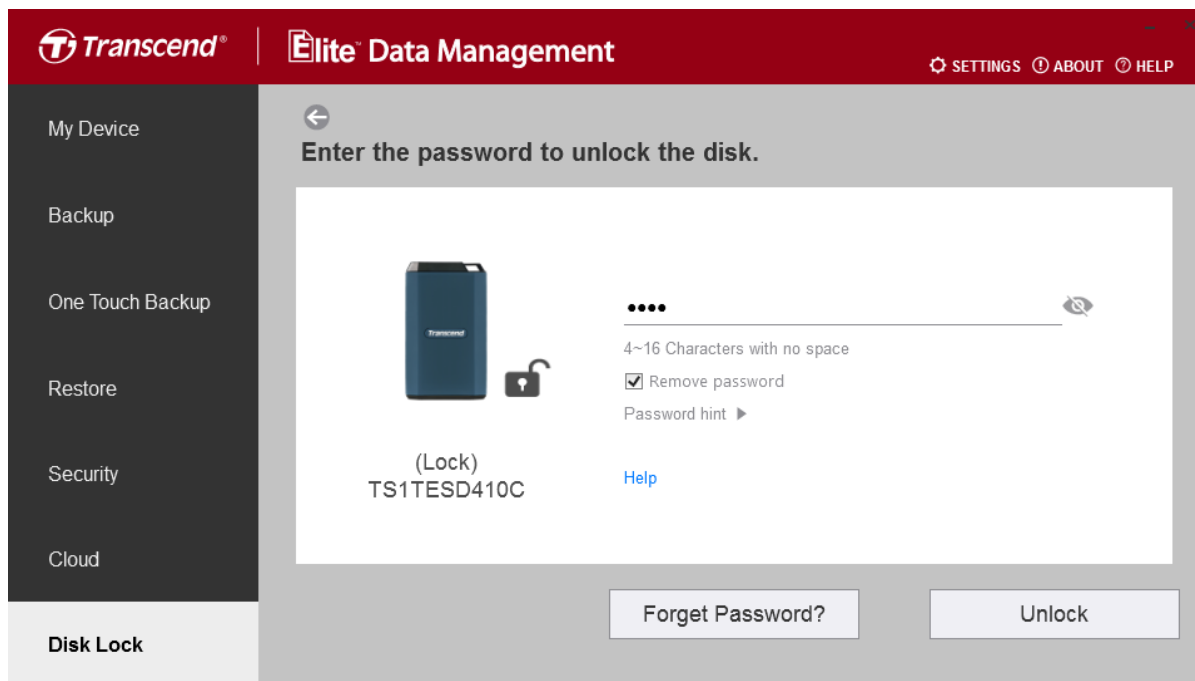 Transcend®
Elite™ Data Management
SETTINGS ABOUT HELP
My Device
Backup
One Touch Backup
Restore
Security
Cloud
Disk Lock
Enter the password to unlock the disk.
Transcend
(Lock)
TS1TESD410C
••••
4~16 Characters with no space
Remove password
Password hint
Help
Forget Password?
Unlock